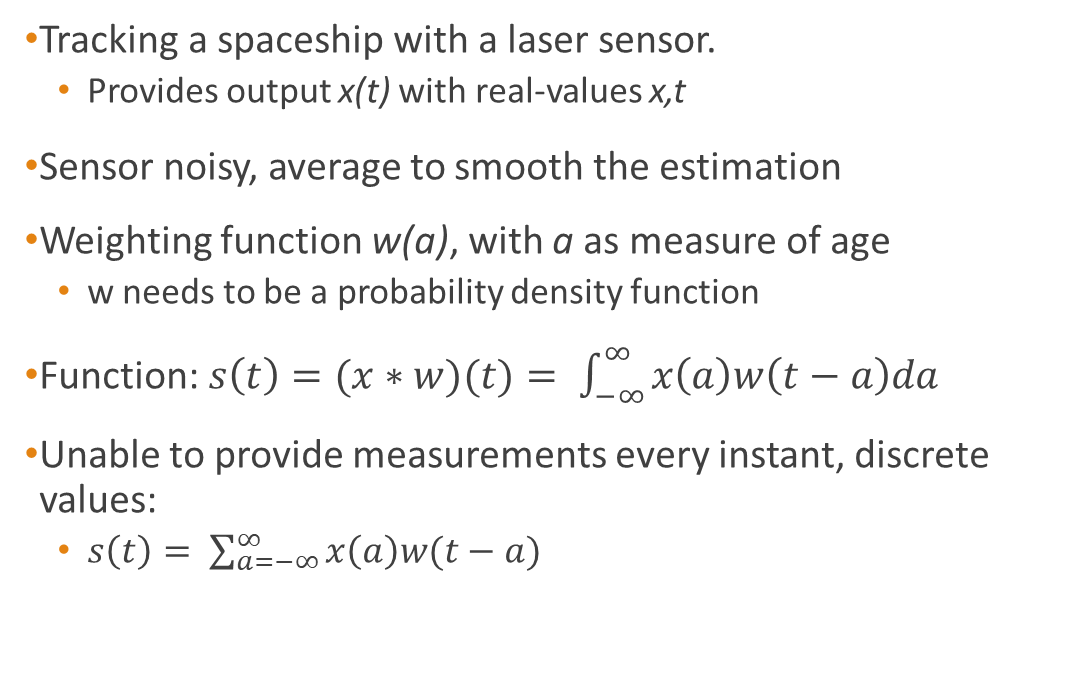 •Tracking a spaceship with a laser sensor.
• Provides output x(t) with real-values x,t
•Sensor noisy, average to smooth the estimation
•Weighting function w(a), with a as measure of age
• w needs to be a probability density function
•Function: s(t) = (x ∗ w)(t) = ∫_{−∞}^{∞} x(a)w(t − a)da
•Unable to provide measurements every instant, discrete
values:
• s(t) = ∑_{a=−∞}^{∞} x(a)w(t − a)